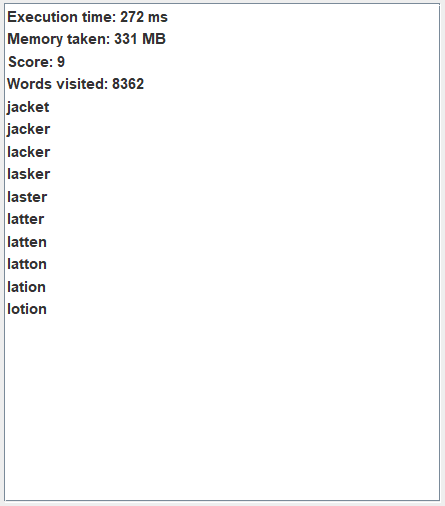 Execution time: 272 ms
Memory taken: 331 MB
Score: 9
Words visited: 8362
jacket
jacker
lacker
lasker
laster
latter
latten
latton
lation
lotion